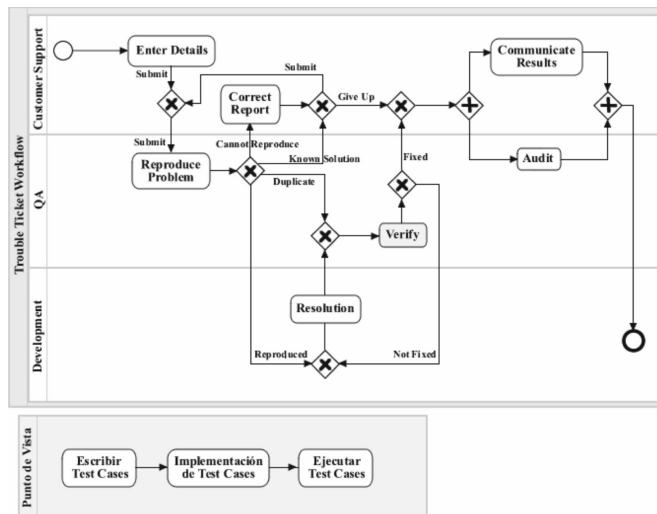 Trouble Ticket Workflow
Customer Support
Enter Details
Communicate
Results
Submit
Submit
Correct
Report
Give Up
Submit
Cannot Reproduce
Audit
QA
Reproduce
Problem
Known Solution
Fixed
Duplicate
Verify
Development
Resolution
Reproduced
Not Fixed
Punto de Vista
Escribir
Test Cases
Implementación
de Test Cases
Ejecutar
Test Cases